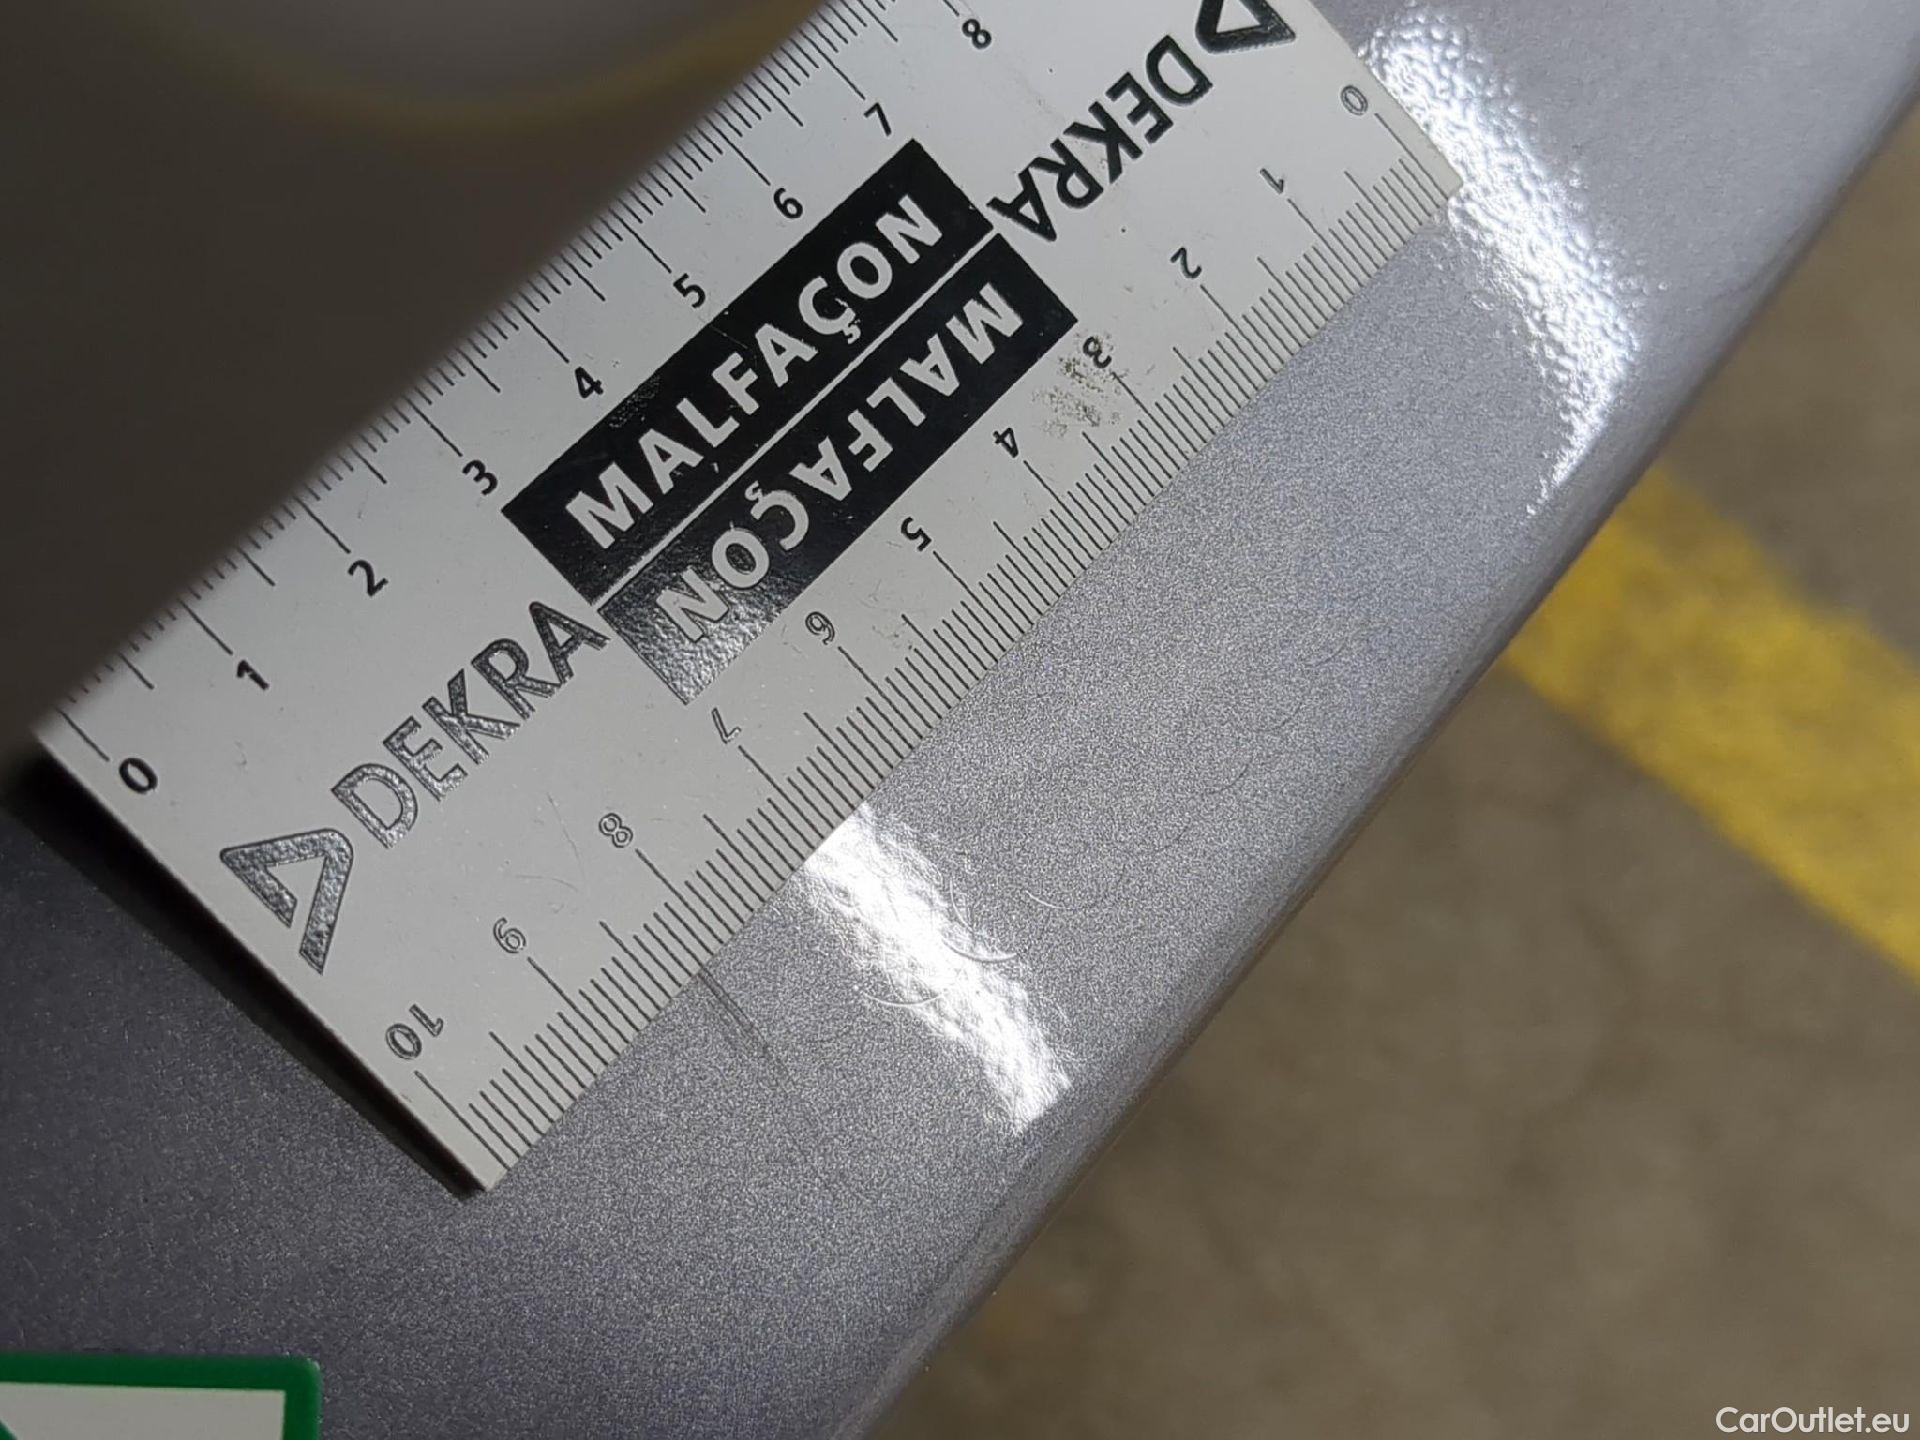 0 1 2 3 4 5 6 7 8
DEKRA MALFAÇON
0 1 2 3 4 5 6 7 8 9 10
DEKRA MALFAÇON
CarOutlet.eu